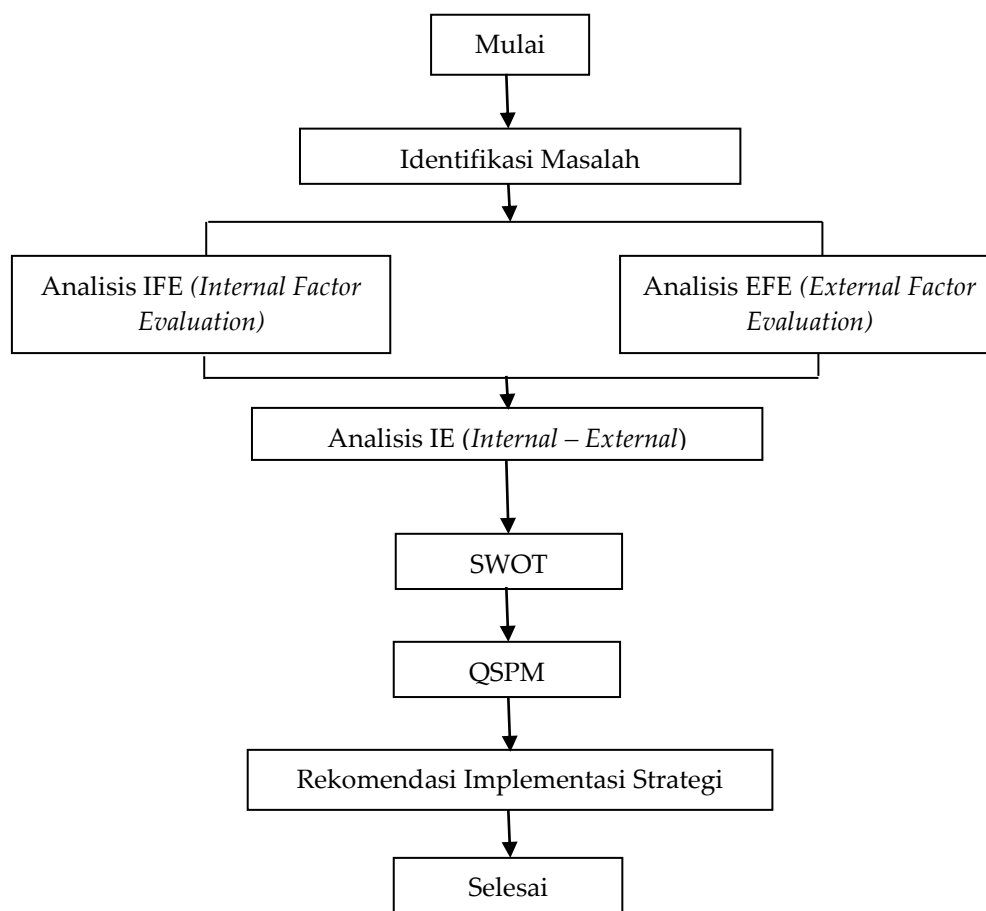 Mulai
Identifikasi Masalah
Analisis IFE (Internal Factor
Evaluation)
Analisis EFE (External Factor
Evaluation)
Analisis IE (Internal – External)
SWOT
QSPM
Rekomendasi Implementasi Strategi
Selesai